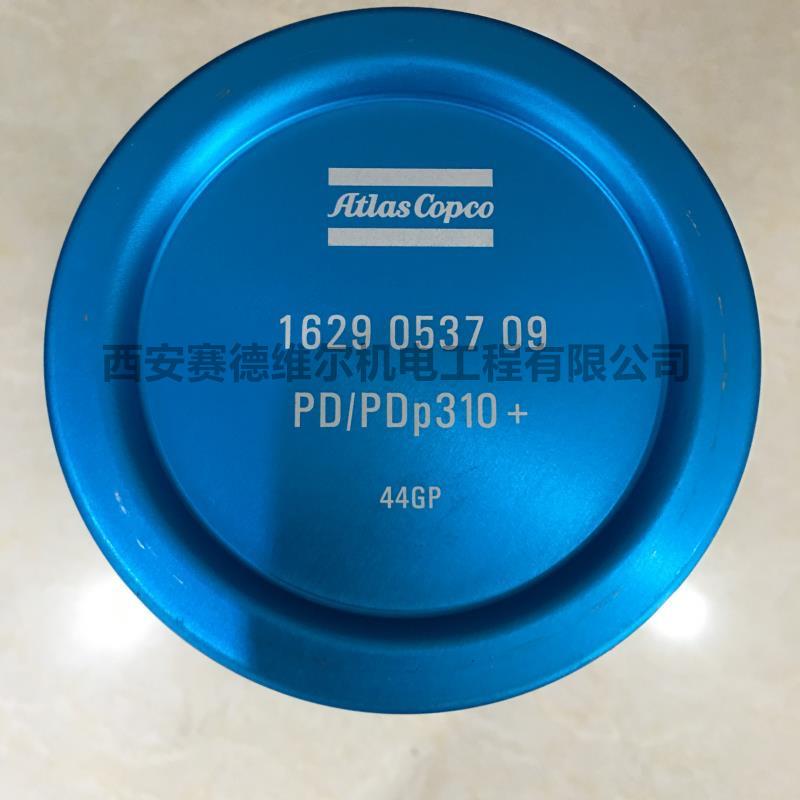 Atlas Copco
1629 0537 09
西安赛德维尔机电工程有限公司
PD/PDp310+
44GP